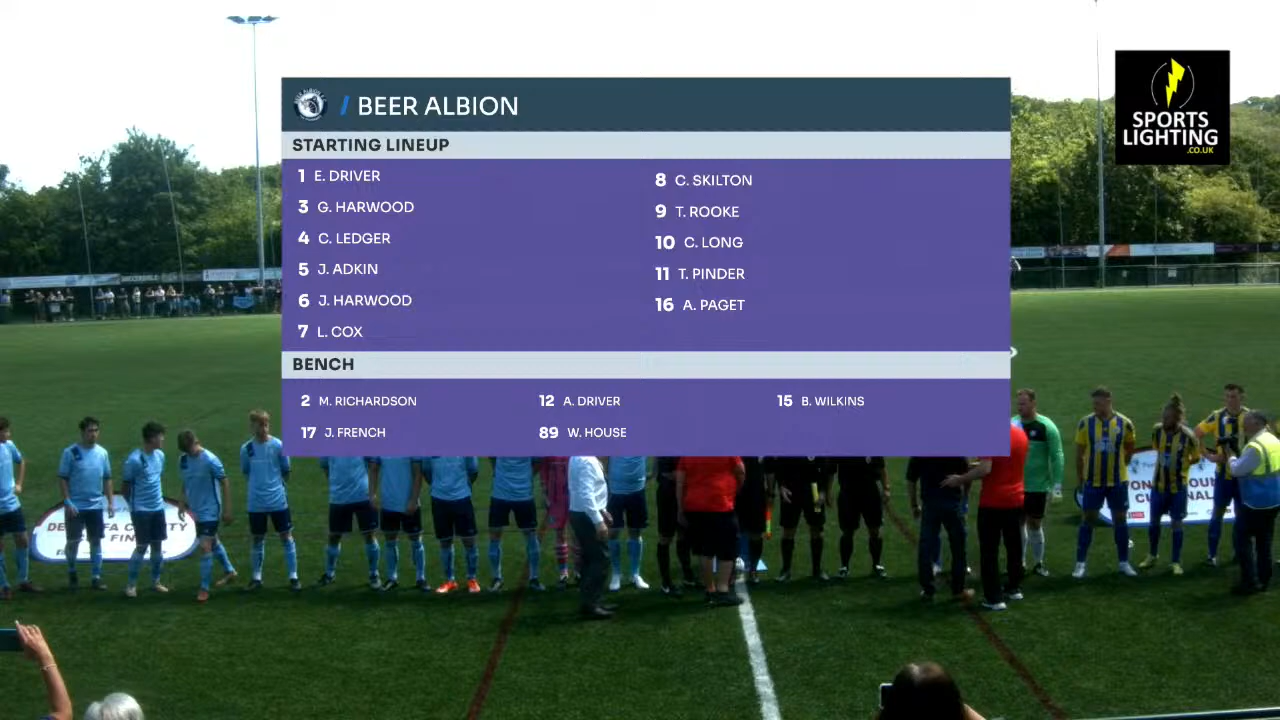 / BEER ALBION
STARTING LINEUP
1 E. DRIVER
3 G. HARWOOD
4 C. LEDGER
5 J. ADKIN
6 J. HARWOOD
7 L. COX
8 C. SKILTON
9 T. ROOKE
10 C. LONG
11 T. PINDER
16 A. PAGET
BENCH
2 M. RICHARDSON
12 A. DRIVER
15 B. WILKINS
17 J. FRENCH
89 W. HOUSE
SPORTS
LIGHTING
.CO.UK